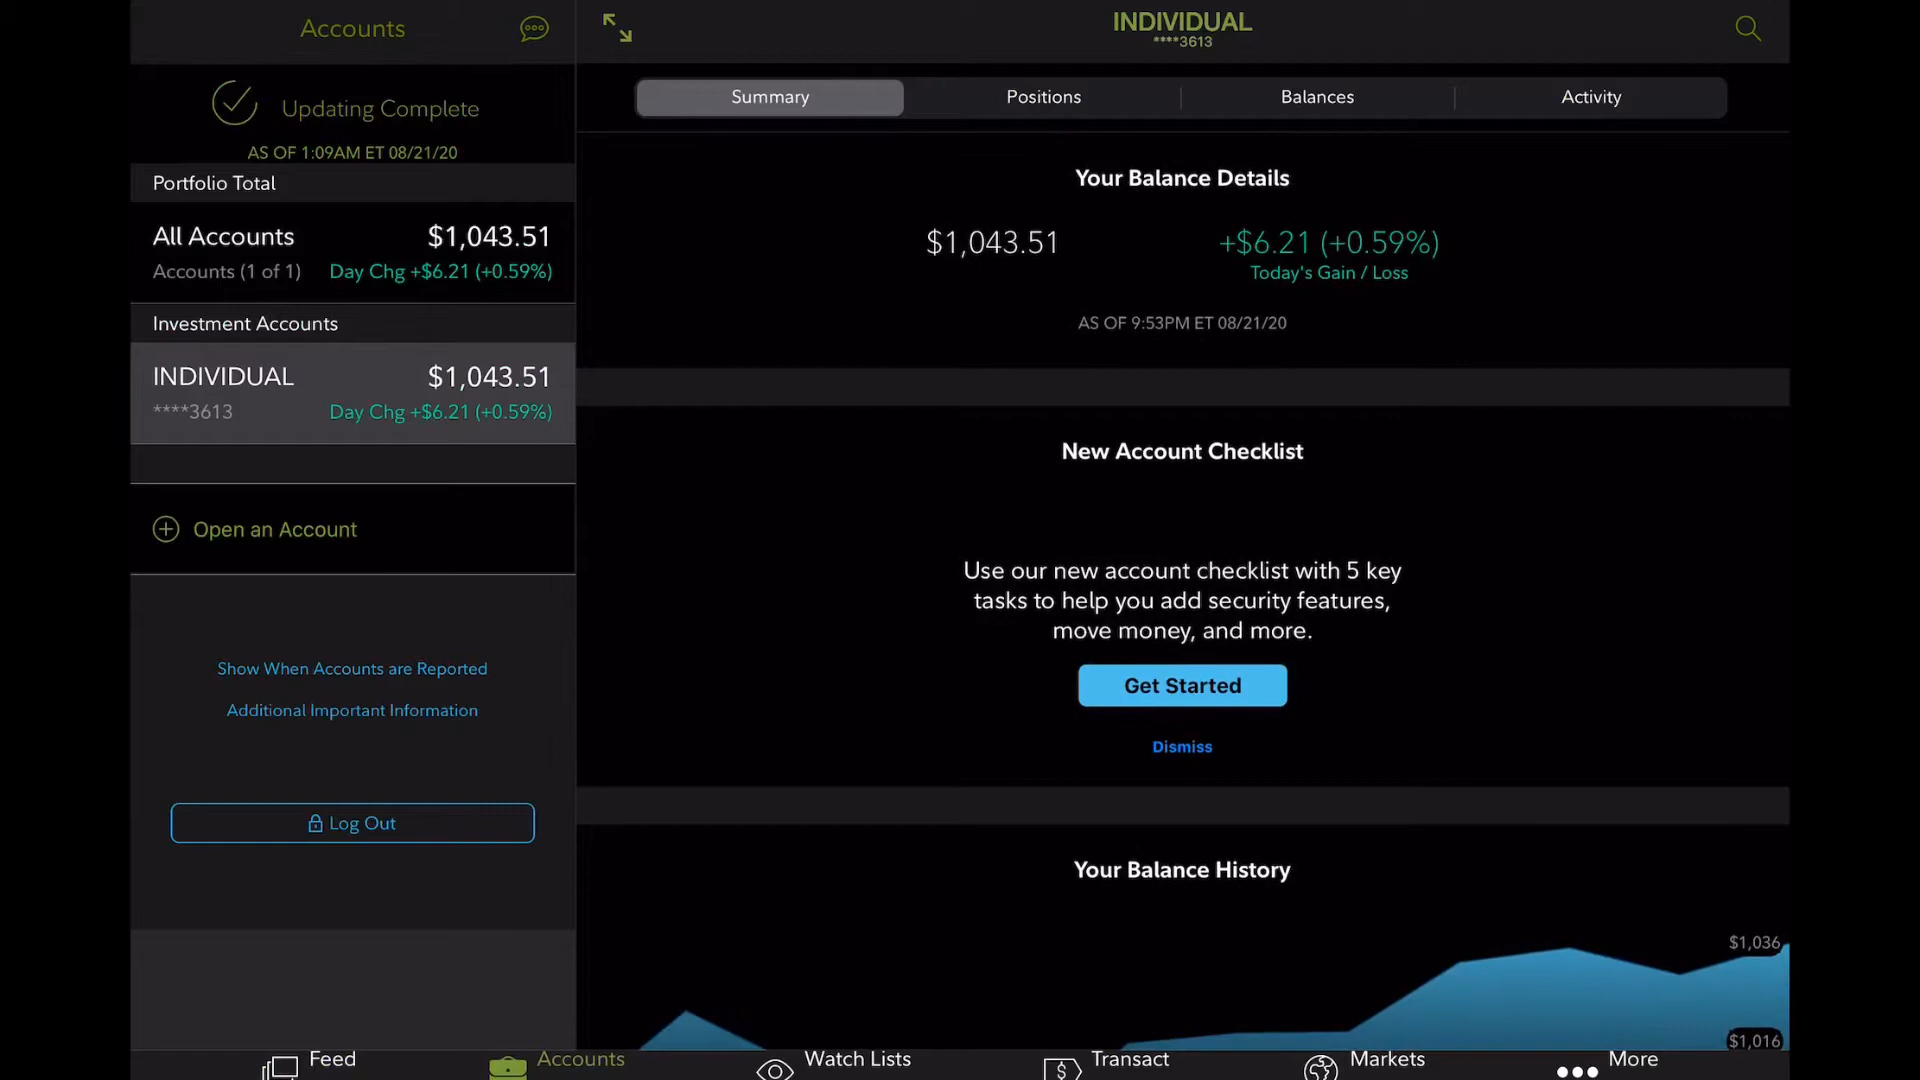 Accounts
Updating Complete
AS OF 1:09AM ET 08/21/20
Portfolio Total
All Accounts $1,043.51
Accounts (1 of 1) Day Chg +$6.21 (+0.59%)
Investment Accounts
INDIVIDUAL $1,043.51
****3613 Day Chg +$6.21 (+0.59%)
Open an Account
Show When Accounts are Reported
Additional Important Information
Log Out
INDIVIDUAL
****3613
Summary Positions Balances Activity
Your Balance Details
$1,043.51 +$6.21 (+0.59%)
Today's Gain / Loss
AS OF 9:53PM ET 08/21/20
New Account Checklist
Use our new account checklist with 5 key
tasks to help you add security features,
move money, and more.
Get Started
Dismiss
Your Balance History
$1,036
$1,016
Feed Accounts Watch Lists $ Transact Markets More